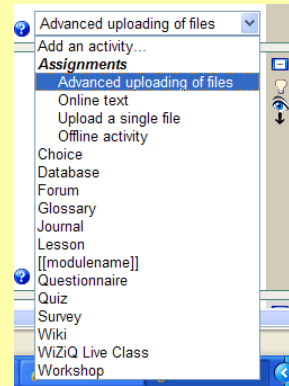 Advanced uploading of files
Add an activity...
Assignments
Advanced uploading of files
Online text
Upload a single file
Offline activity
Choice
Database
Forum
Glossary
Journal
Lesson
[[modulename]]
Questionnaire
Quiz
Survey
Wiki
WiZiQ Live Class
Workshop